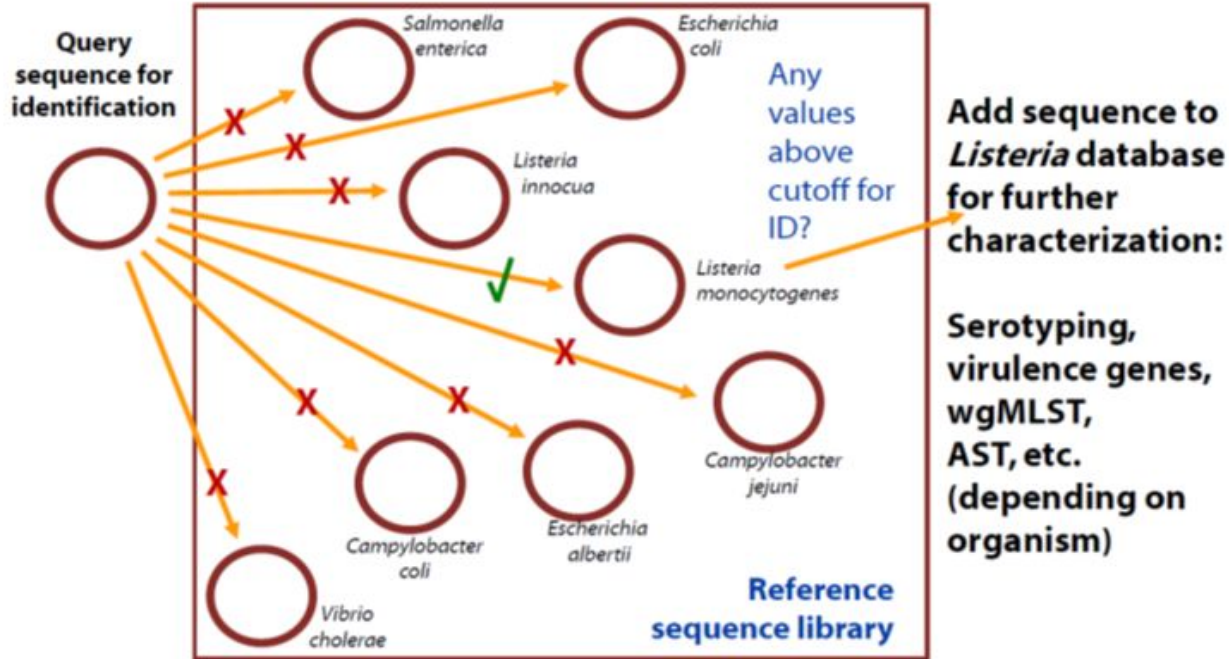 Query
sequence for
identification
Salmonella
enterica
Escherichia
coli
Listeria
innocua
Any
values
above
cutoff for
ID?
Listeria
monocytogenes
Campylobacter
jejuni
Escherichia
albertii
Campylobacter
coli
Vibrio
cholerae
Reference
sequence library
Add sequence to
Listeria database
for further
characterization:
Serotyping,
virulence genes,
wgMLST,
AST, etc.
(depending on
organism)
X
X
X
X
X
X
X